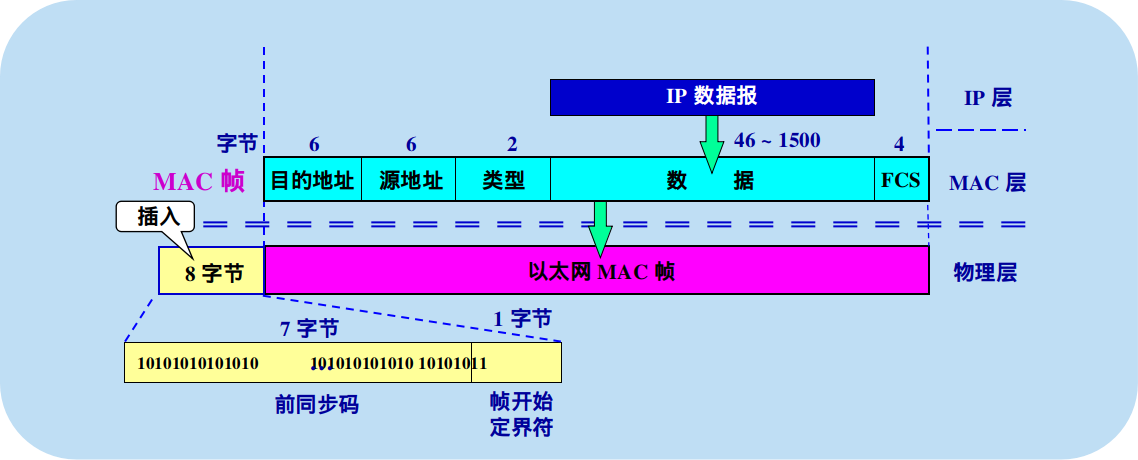 IP 数据报
IP 层
字节
6
6
2
46 ~ 1500
4
MAC 帧
目的地址
源地址
类型
数 据
FCS
MAC 层
插入
8 字节
以太网 MAC 帧
物理层
7 字节
1 字节
10101010101010 … 101010101010 10101011
前同步码
帧开始
定界符